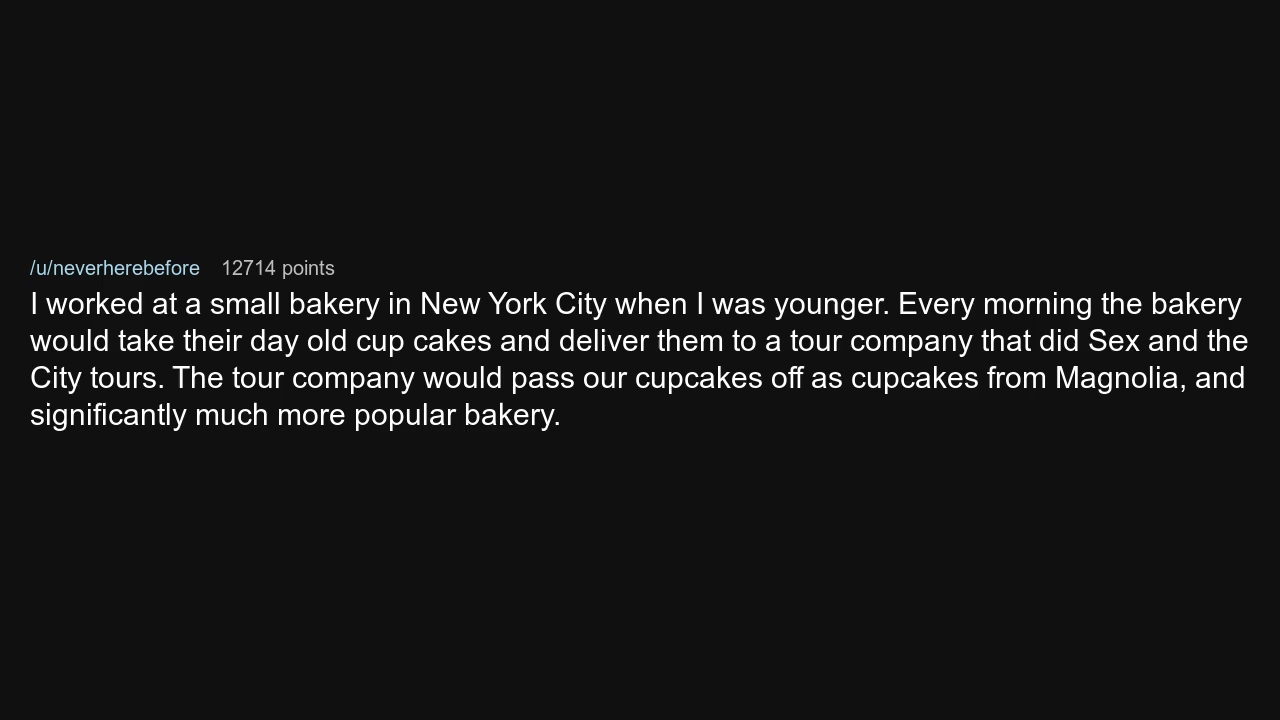 /u/neverherebefore 12714 points
I worked at a small bakery in New York City when I was younger. Every morning the bakery
would take their day old cup cakes and deliver them to a tour company that did Sex and the
City tours. The tour company would pass our cupcakes off as cupcakes from Magnolia, and
significantly much more popular bakery.